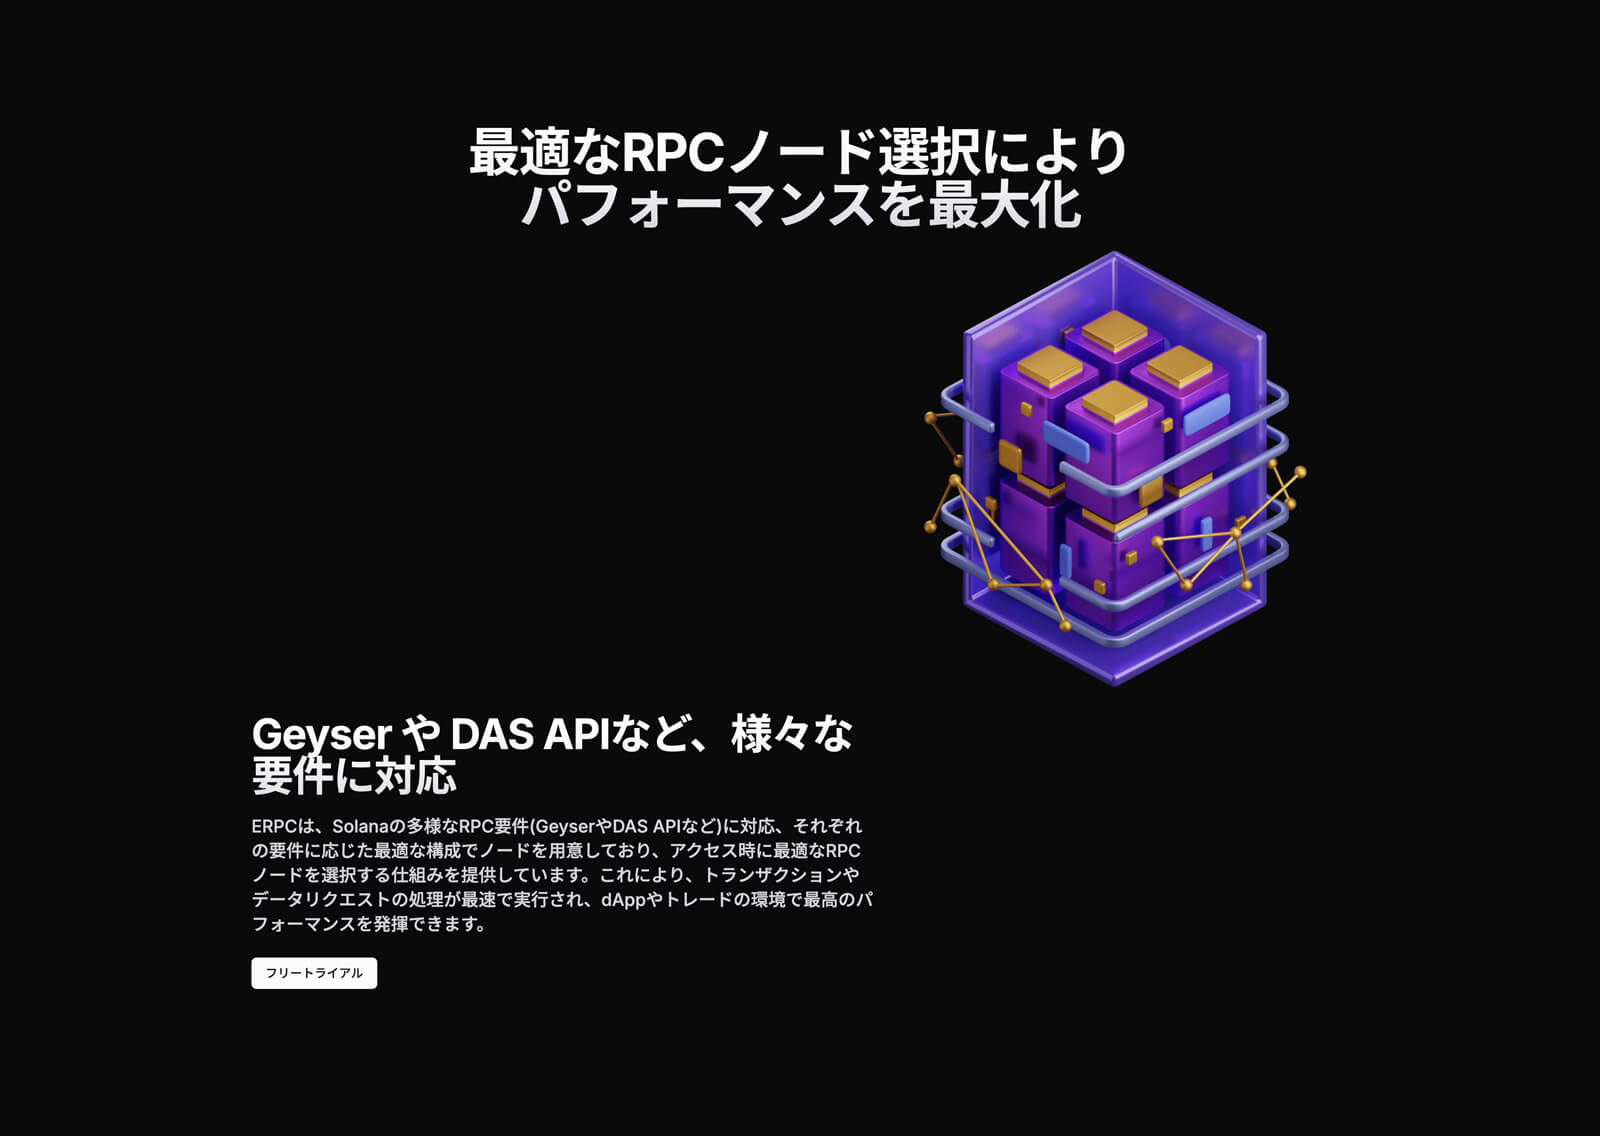 最適なRPCノード選択により
パフォーマンスを最大化
Geyser や DAS APIなど、様々な
要件に対応
ERPCは、Solanaの多様なRPC要件(GeyserやDAS APIなど)に対応、それぞれ
の要件に応じた最適な構成でノードを用意しており、アクセス時に最適なRPC
ノードを選択する仕組みを提供しています。これにより、トランザクションや
データリクエストの処理が最速で実行され、dAppやトレードの環境で最高のパ
フォーマンスを発揮できます。
フリートライアル